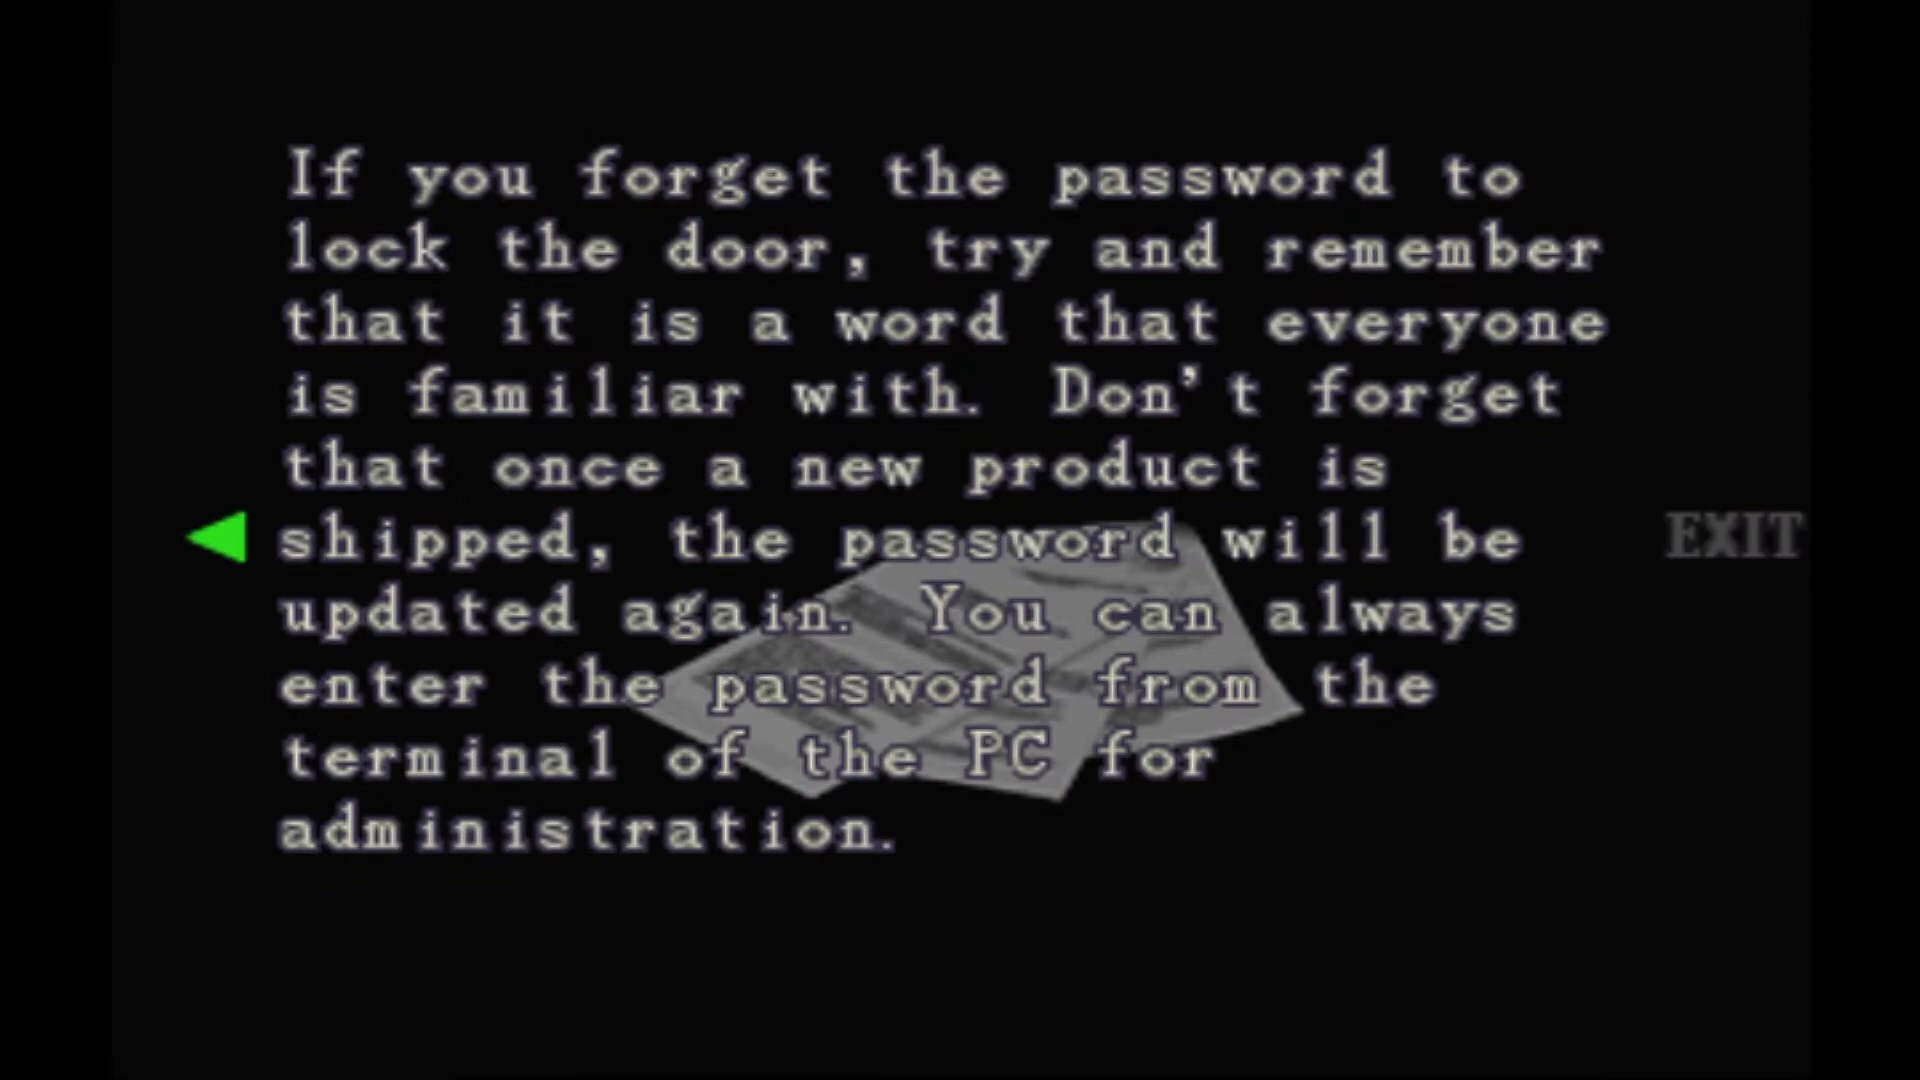 If you forget the password to
lock the door, try and remember
that it is a word that everyone
is familiar with. Don't forget
that once a new product is
shipped, the password will be
updated again. You can always
enter the password from the
terminal of the PC for
administration.
EXIT